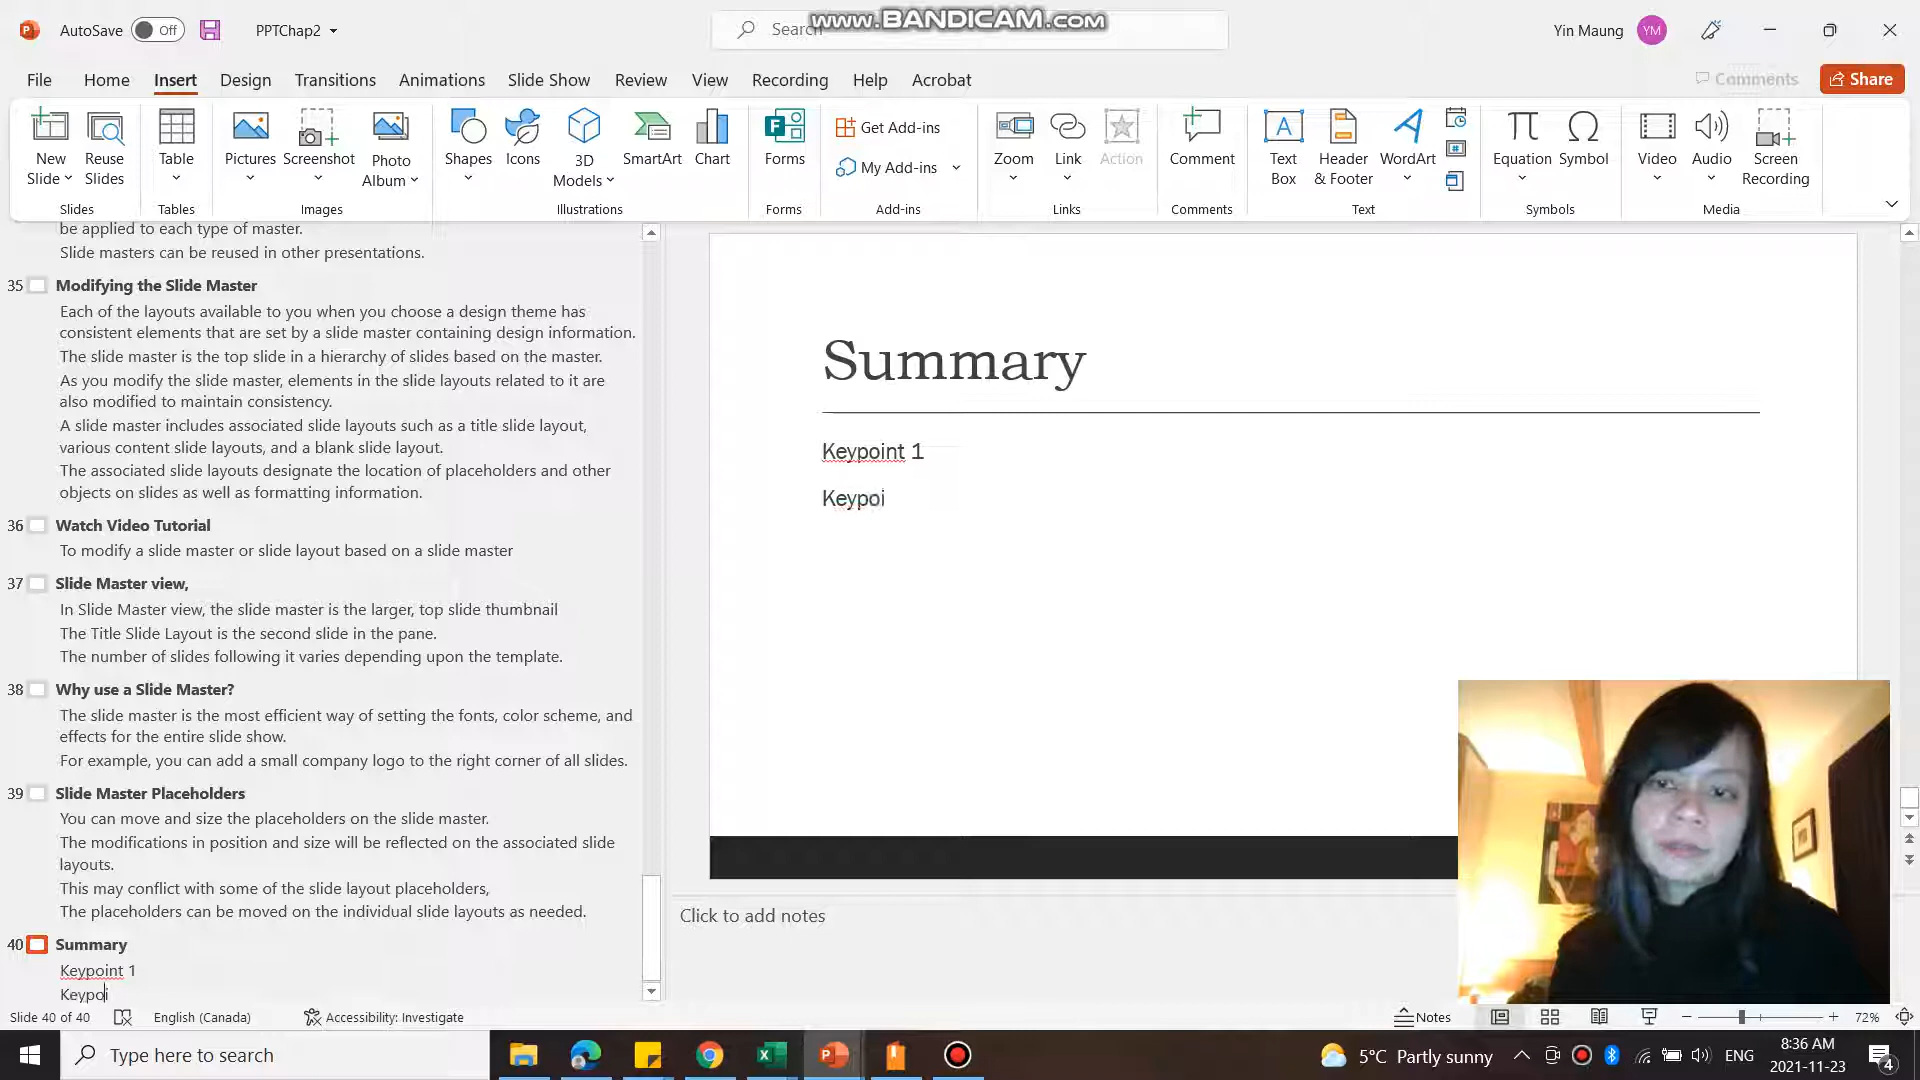 AutoSave Off PPTChap2 Search www.BANDICAM.com Yin Maung YM
File Home Insert Design Transitions Animations Slide Show Review View Recording Help Acrobat Comments Share
New Slide
Reuse Slides
Slides
Table
Tables
Pictures
Screenshot
Photo Album
Images
Shapes
Icons
3D Models
SmartArt
Chart
Illustrations
Forms
Forms
Get Add-ins
My Add-ins
Add-ins
Zoom
Link
Action
Links
Comment
Comments
Text Box
Header & Footer
WordArt
Text
Equation
Symbol
Symbols
Video
Audio
Screen Recording
Media
be applied to each type of master.
Slide masters can be reused in other presentations.
35 Modifying the Slide Master
Each of the layouts available to you when you choose a design theme has
consistent elements that are set by a slide master containing design information.
The slide master is the top slide in a hierarchy of slides based on the master.
As you modify the slide master, elements in the slide layouts related to it are
also modified to maintain consistency.
A slide master includes associated slide layouts such as a title slide layout,
various content slide layouts, and a blank slide layout.
The associated slide layouts designate the location of placeholders and other
objects on slides as well as formatting information.
36 Watch Video Tutorial
To modify a slide master or slide layout based on a slide master
37 Slide Master view,
In Slide Master view, the slide master is the larger, top slide thumbnail
The Title Slide Layout is the second slide in the pane.
The number of slides following it varies depending upon the template.
38 Why use a Slide Master?
The slide master is the most efficient way of setting the fonts, color scheme, and
effects for the entire slide show.
For example, you can add a small company logo to the right corner of all slides.
39 Slide Master Placeholders
You can move and size the placeholders on the slide master.
The modifications in position and size will be reflected on the associated slide
layouts.
This may conflict with some of the slide layout placeholders,
The placeholders can be moved on the individual slide layouts as needed.
40 Summary
Keypoint 1
Keypoi
Summary
Keypoint 1
Keypoi
Click to add notes
Slide 40 of 40 English (Canada) Accessibility: Investigate Notes 72%
Type here to search 5°C Partly sunny ENG 8:36 AM
2021-11-23 4